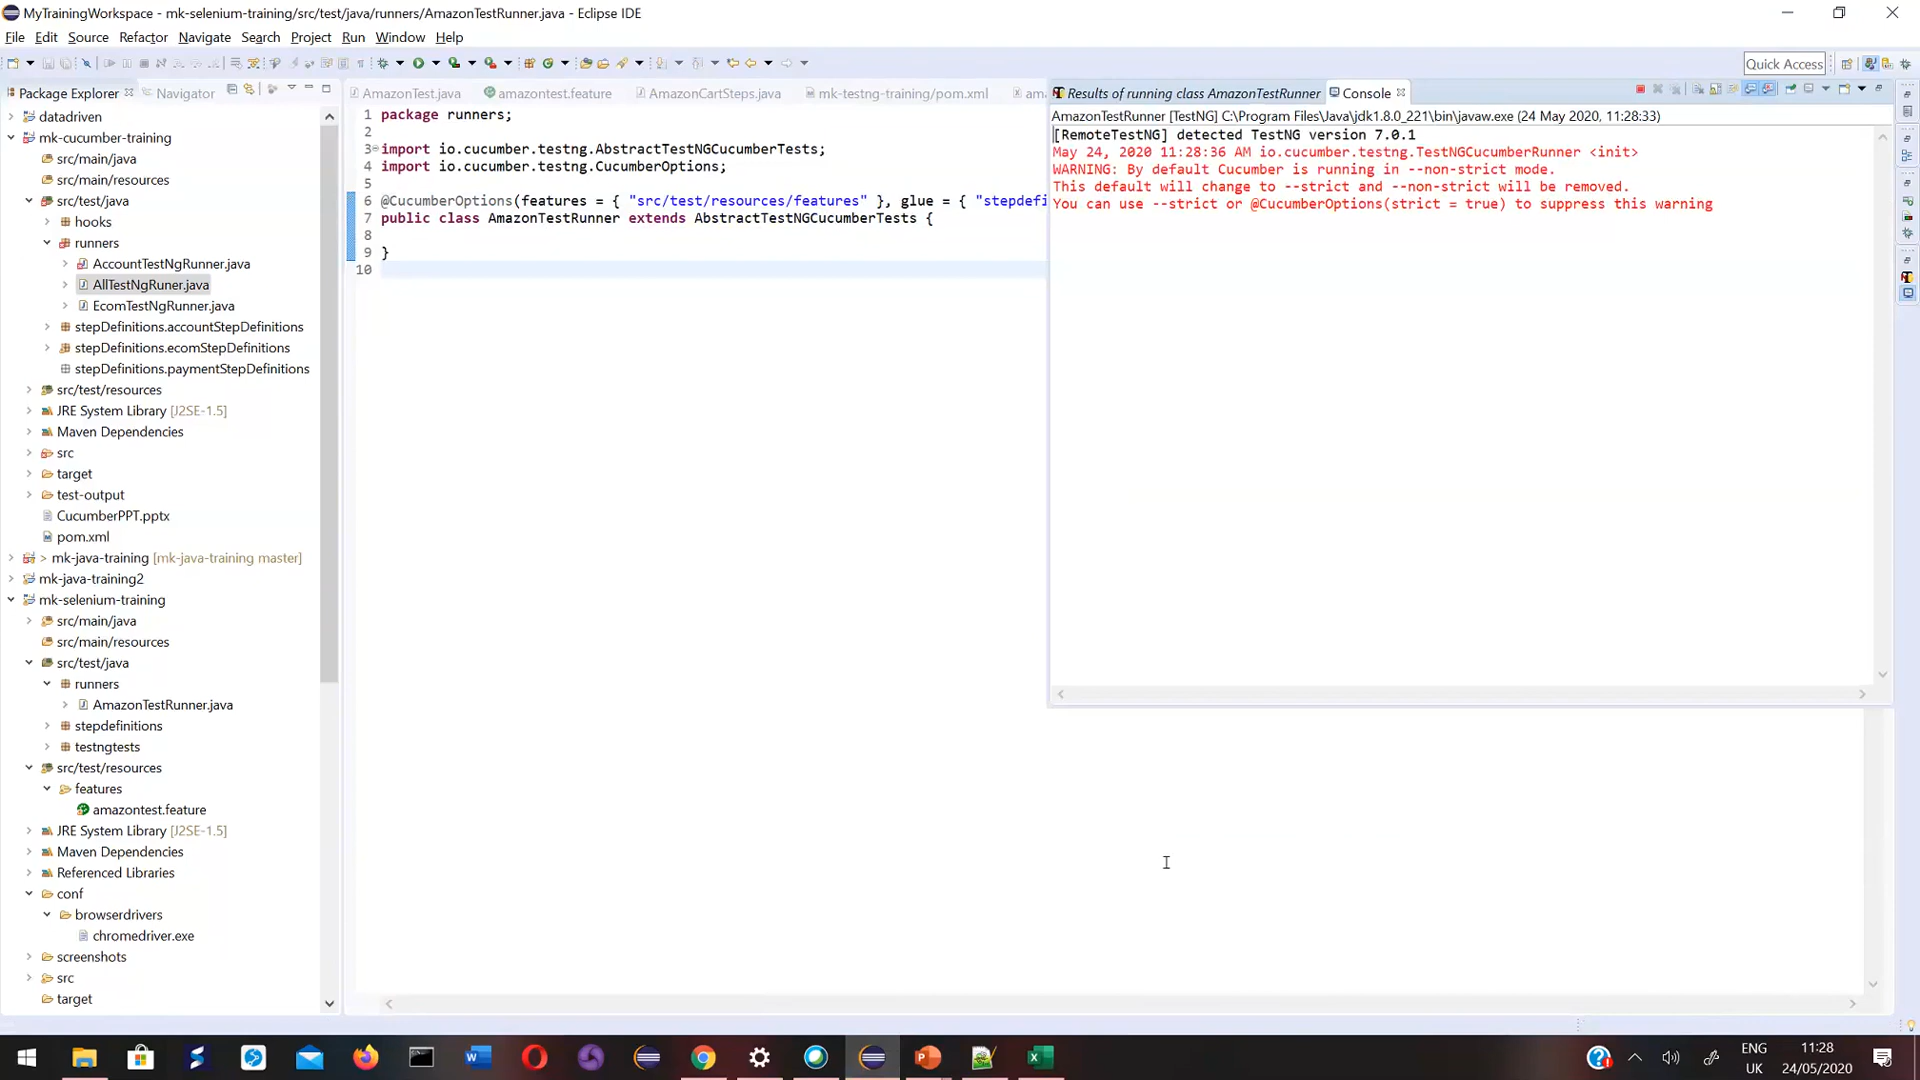 MyTrainingWorkspace - mk-selenium-training/src/test/java/runners/AmazonTestRunner.java - Eclipse IDE
File Edit Source Refactor Navigate Search Project Run Window Help
Quick Access
Package Explorer Navigator
AmazonTest.java amazontest.feature AmazonCartSteps.java mk-testng-training/pom.xml am
Results of running class AmazonTestRunner Console
datadriven
mk-cucumber-training
src/main/java
src/main/resources
src/test/java
hooks
runners
AccountTestNgRunner.java
AllTestNgRuner.java
EcomTestNgRunner.java
stepDefinitions.accountStepDefinitions
stepDefinitions.ecomStepDefinitions
stepDefinitions.paymentStepDefinitions
src/test/resources
JRE System Library [J2SE-1.5]
Maven Dependencies
src
target
test-output
CucumberPPT.pptx
pom.xml
> mk-java-training [mk-java-training master]
mk-java-training2
mk-selenium-training
src/main/java
src/main/resources
src/test/java
runners
AmazonTestRunner.java
stepdefinitions
testngtests
src/test/resources
features
amazontest.feature
JRE System Library [J2SE-1.5]
Maven Dependencies
Referenced Libraries
conf
browserdrivers
chromedriver.exe
screenshots
src
target
1 package runners;
2
3 import io.cucumber.testng.AbstractTestNGCucumberTests;
4 import io.cucumber.testng.CucumberOptions;
5
6 @CucumberOptions(features = { "src/test/resources/features" }, glue = { "stepdefi
7 public class AmazonTestRunner extends AbstractTestNGCucumberTests {
8
9 }
10
AmazonTestRunner [TestNG] C:\Program Files\Java\jdk1.8.0_221\bin\javaw.exe (24 May 2020, 11:28:33)
[RemoteTestNG] detected TestNG version 7.0.1
May 24, 2020 11:28:36 AM io.cucumber.testng.TestNGCucumberRunner <init>
WARNING: By default Cucumber is running in --non-strict mode.
This default will change to --strict and --non-strict will be removed.
You can use --strict or @CucumberOptions(strict = true) to suppress this warning
ENG
UK
11:28
24/05/2020